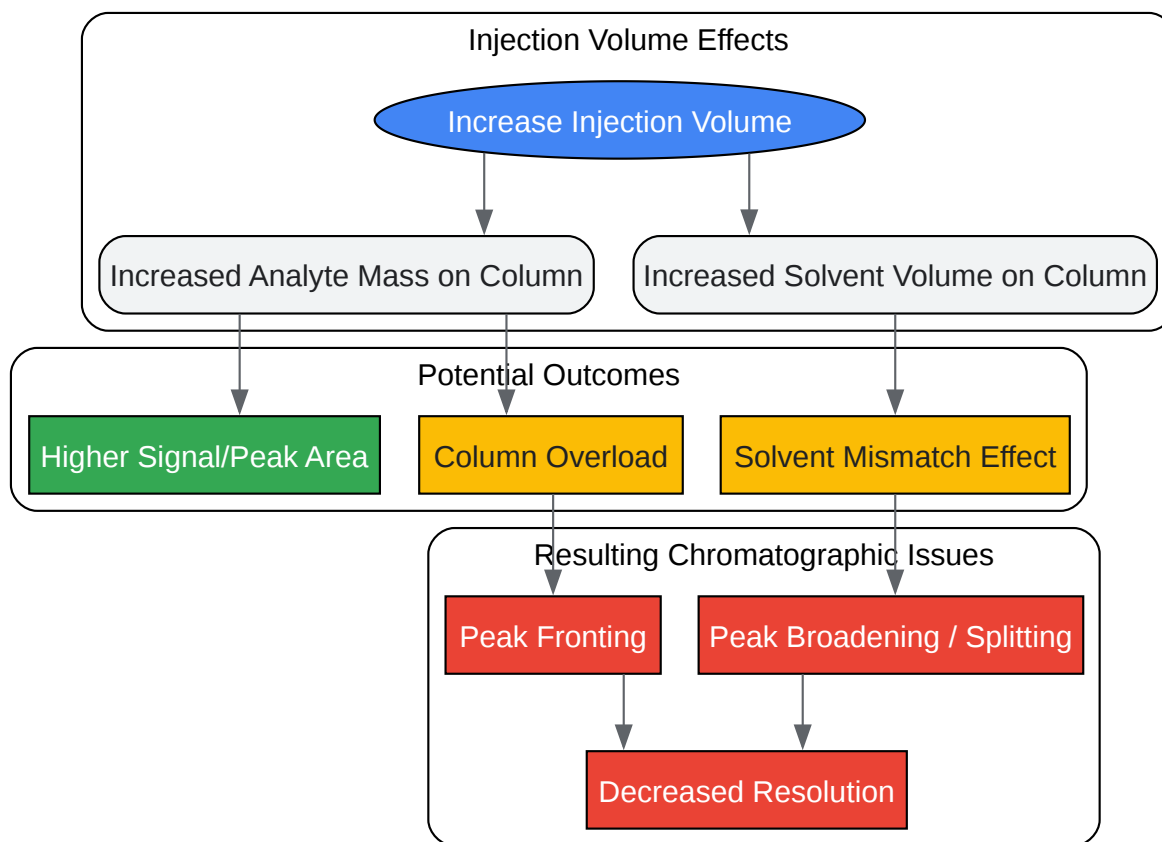 Injection Volume Effects
Increase Injection Volume
Increased Analyte Mass on Column
Increased Solvent Volume on Column
Potential Outcomes
Higher Signal/Peak Area
Column Overload
Solvent Mismatch Effect
Resulting Chromatographic Issues
Peak Fronting
Peak Broadening / Splitting
Decreased Resolution